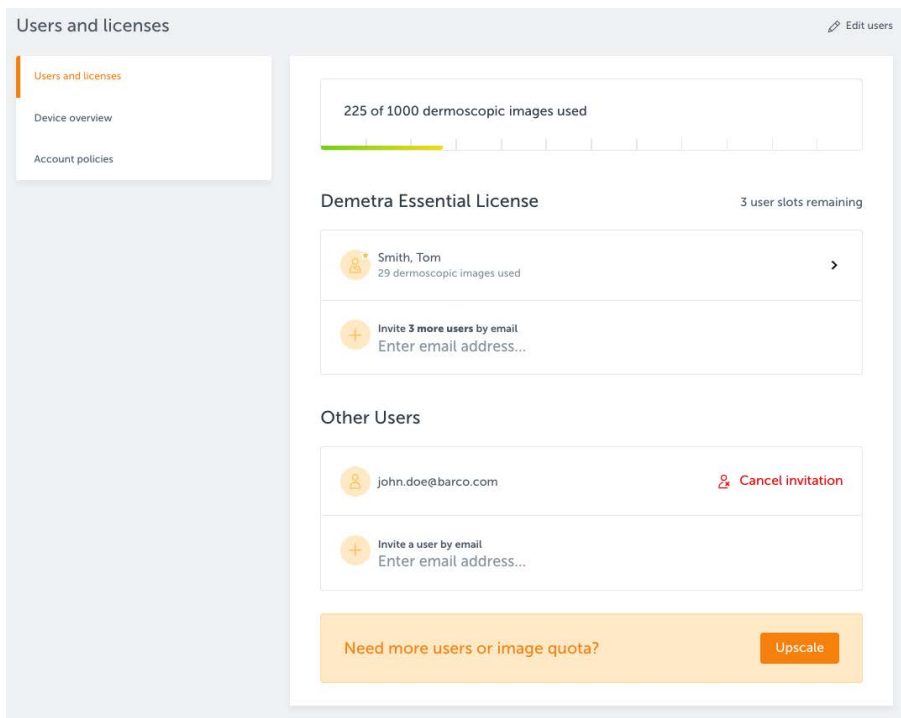 Users and licenses
Edit users
Users and licenses
Device overview
Account policies
225 of 1000 dermoscopic images used
Demetra Essential License
3 user slots remaining
Smith, Tom
29 dermoscopic images used
Invite 3 more users by email
Enter email address...
Other Users
john.doe@barco.com
Cancel invitation
Invite a user by email
Enter email address...
Need more users or image quota?
Upscale